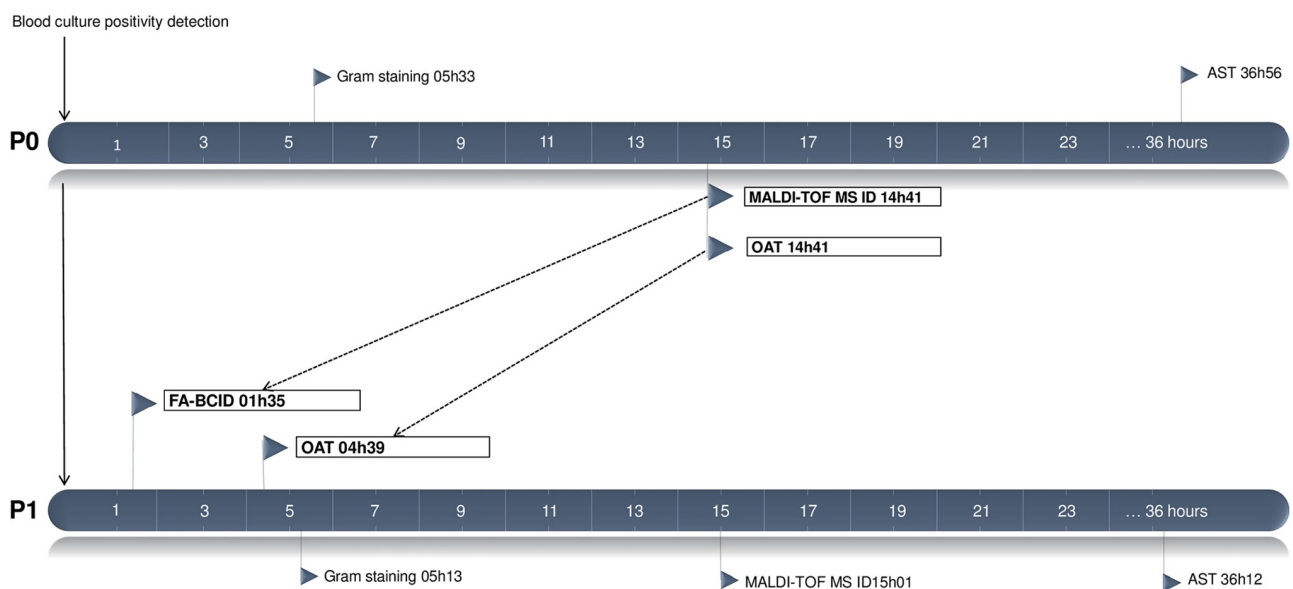 Blood culture positivity detection
Gram staining 05h33
AST 36h56
P0
1 3 5 7 9 11 13 15 17 19 21 23 ... 36 hours
MALDI-TOF MS ID 14h41
OAT 14h41
FA-BCID 01h35
OAT 04h39
P1
1 3 5 7 9 11 13 15 17 19 21 23 ... 36 hours
Gram staining 05h13
MALDI-TOF MS ID15h01
AST 36h12